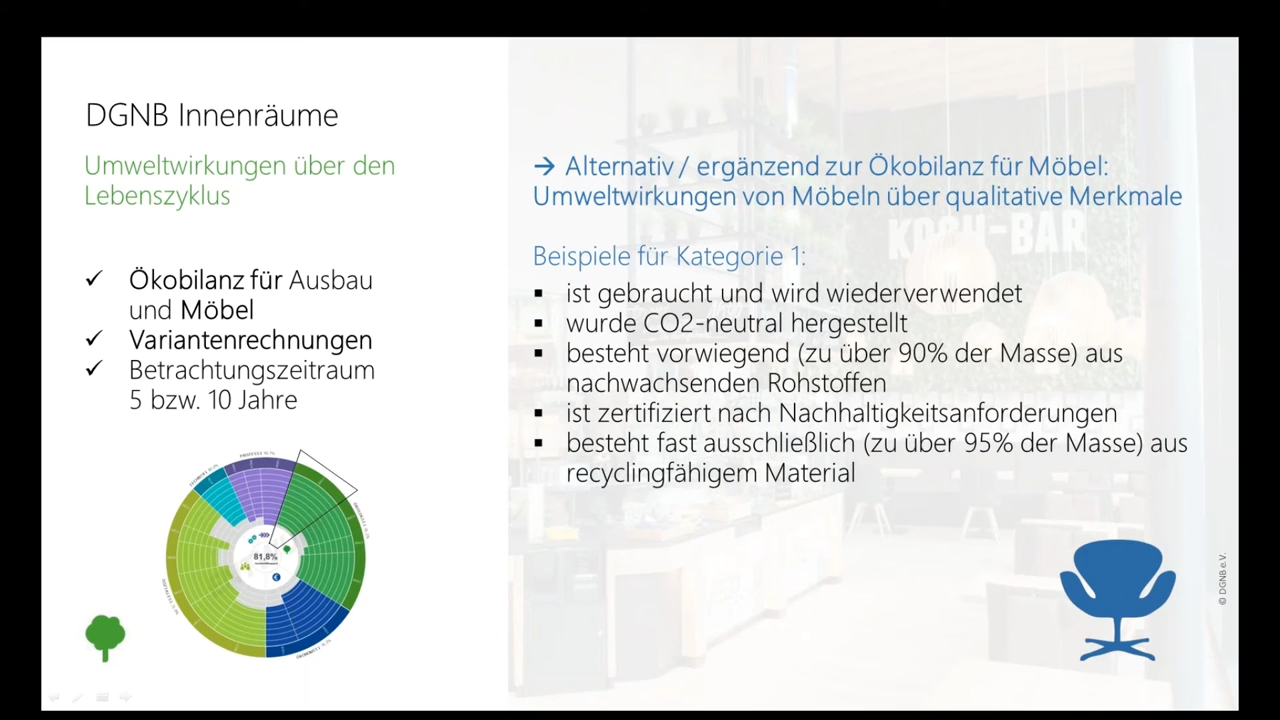 DGNB Innenräume
Umweltwirkungen über den
Lebenszyklus
✓ Ökobilanz für Ausbau
und Möbel
✓ Variantenrechnungen
✓ Betrachtungszeitraum
5 bzw. 10 Jahre
81,8%
→ Alternativ / ergänzend zur Ökobilanz für Möbel:
Umweltwirkungen von Möbeln über qualitative Merkmale
KOCH-BAR
Beispiele für Kategorie 1:
▪ ist gebraucht und wird wiederverwendet
▪ wurde CO2-neutral hergestellt
▪ besteht vorwiegend (zu über 90% der Masse) aus
nachwachsenden Rohstoffen
▪ ist zertifiziert nach Nachhaltigkeitsanforderungen
▪ besteht fast ausschließlich (zu über 95% der Masse) aus
recyclingfähigem Material
© DGNB e.V.